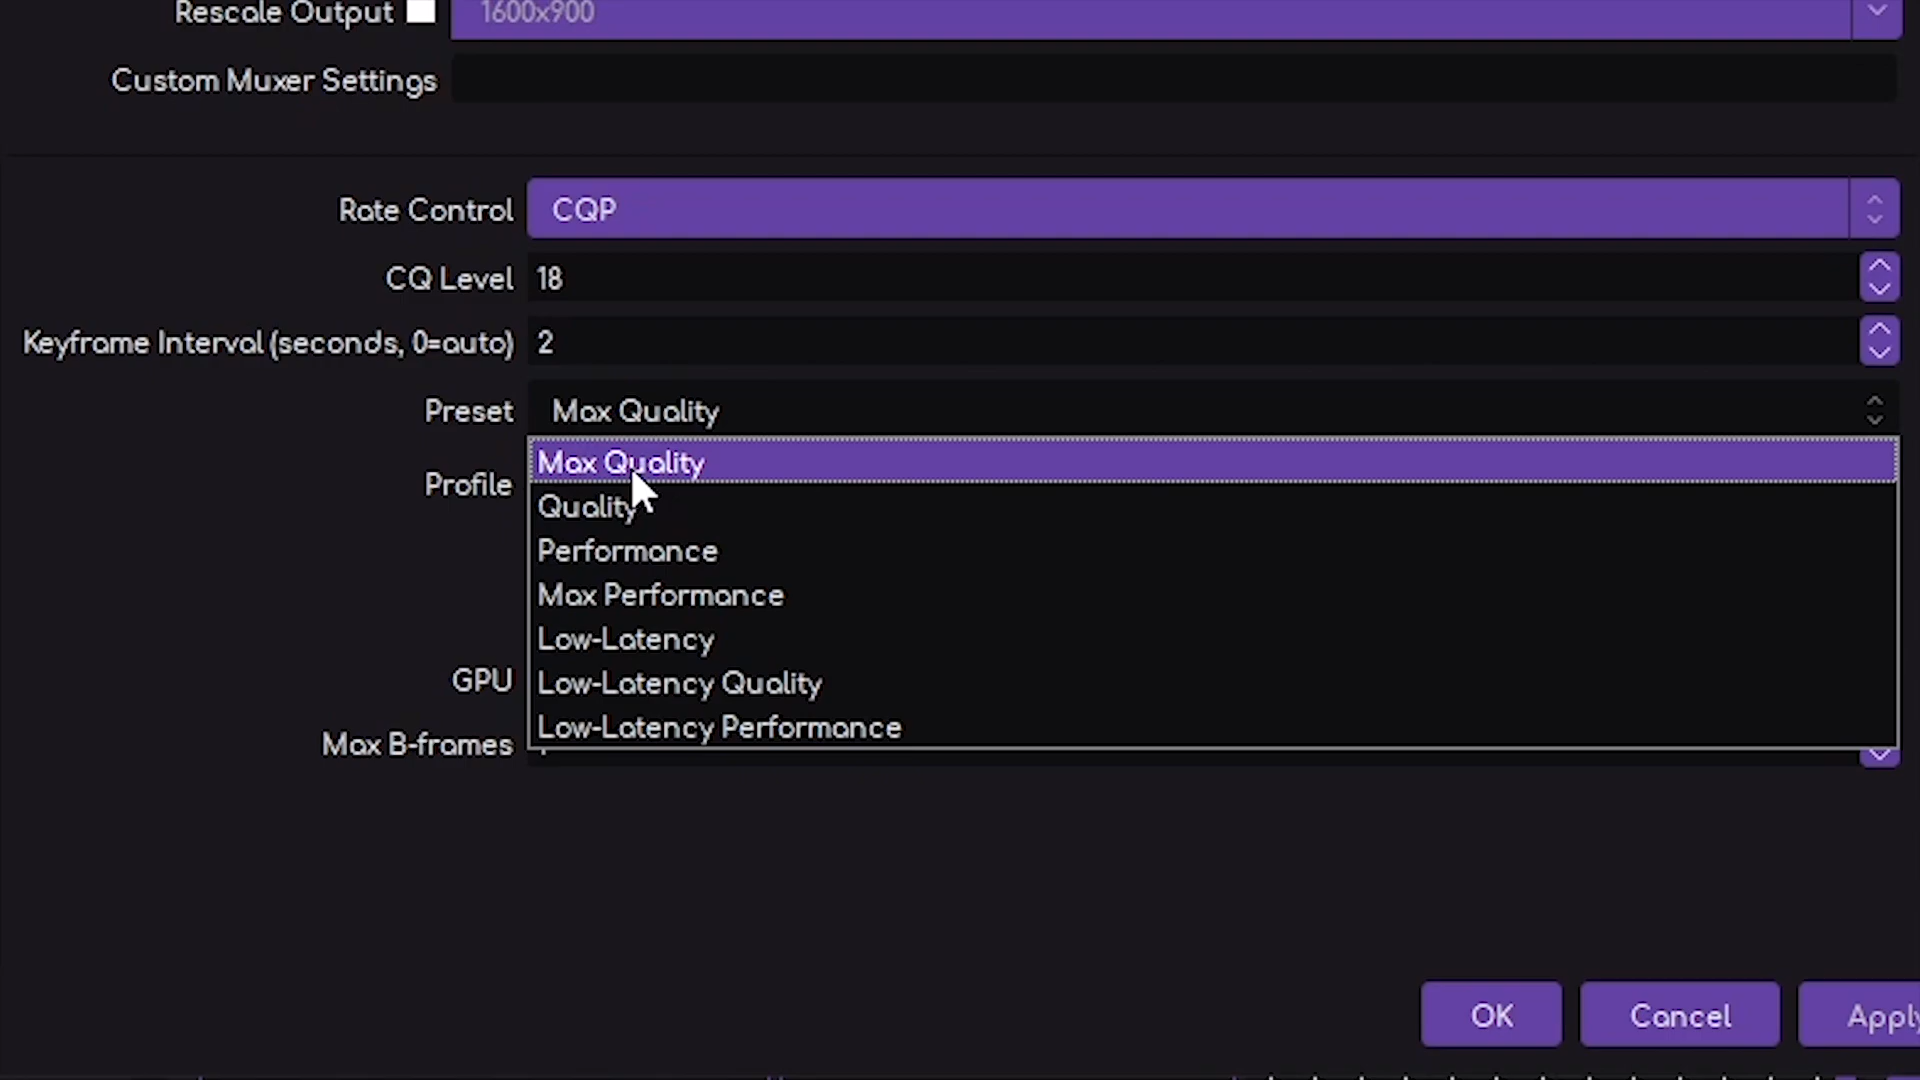 Rescale Output 1600x900
Custom Muxer Settings
Rate Control CQP
CQ Level 18
Keyframe Interval (seconds, 0=auto) 2
Preset Max Quality
Max Quality
Profile
Quality
Performance
Max Performance
Low-Latency
GPU
Low-Latency Quality
Low-Latency Performance
Max B-frames
OK Cancel Apply